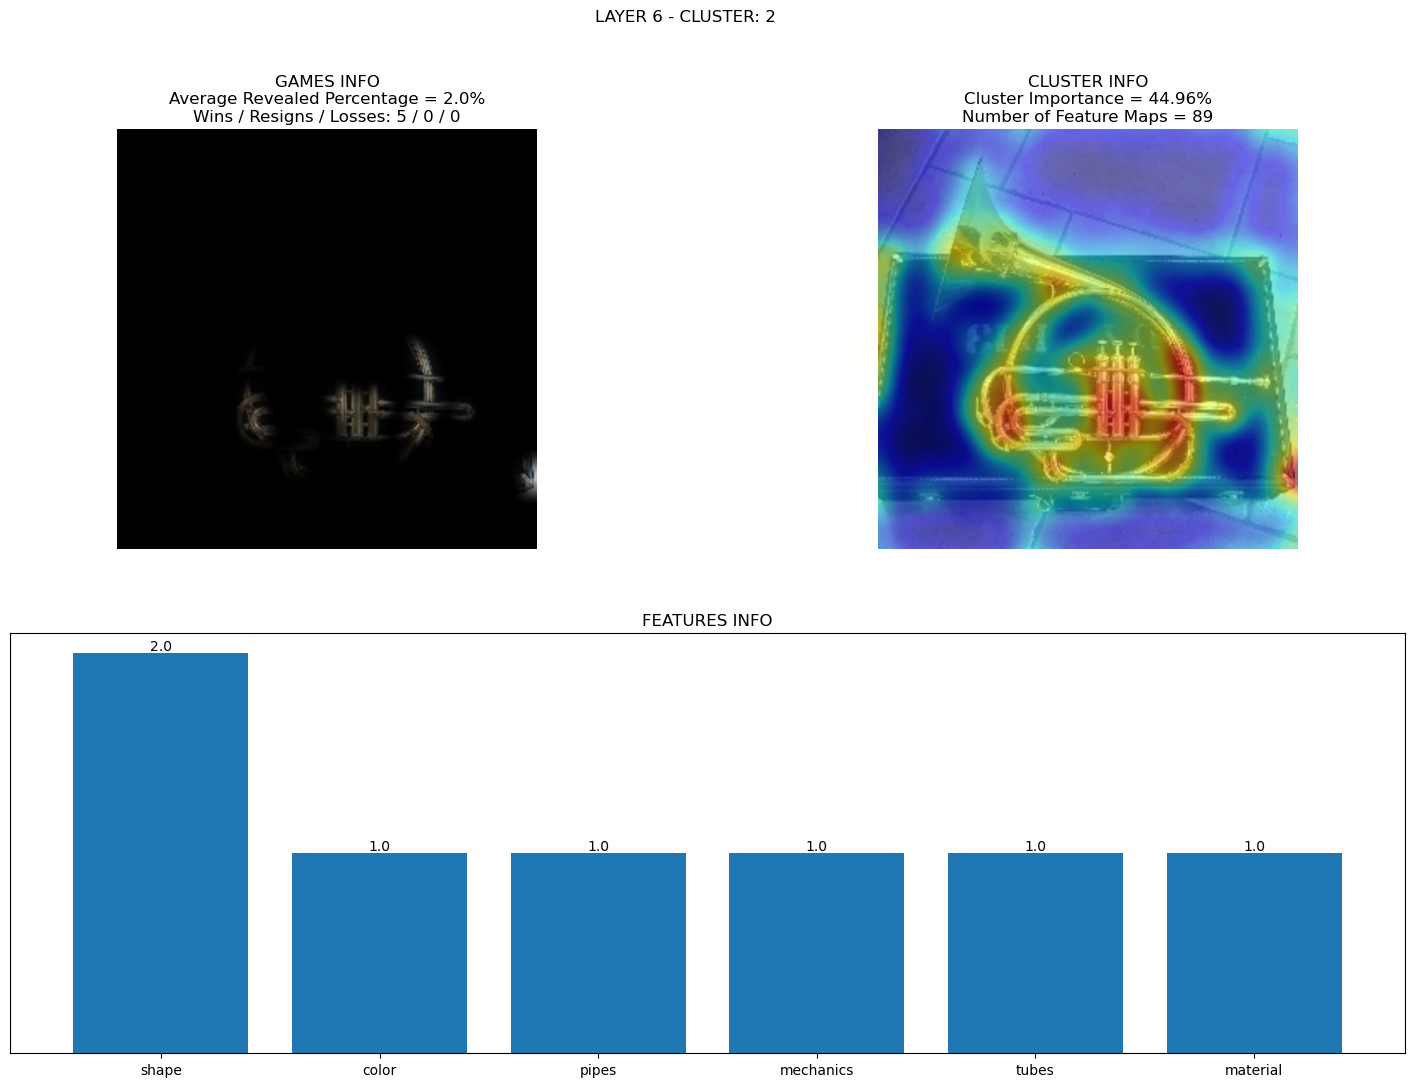 LAYER 6 - CLUSTER: 2
GAMES INFO
Average Revealed Percentage = 2.0%
Wins / Resigns / Losses: 5 / 0 / 0
CLUSTER INFO
Cluster Importance = 44.96%
Number of Feature Maps = 89
FEATURES INFO
2.0
1.0
1.0
1.0
1.0
1.0
shape
color
pipes
mechanics
tubes
material